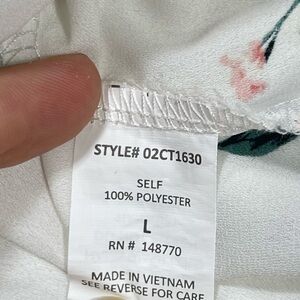 STYLE# 02CT1630
SELF
100% POLYESTER
L
RN # 148770
MADE IN VIETNAM
SEE REVERSE FOR CARE